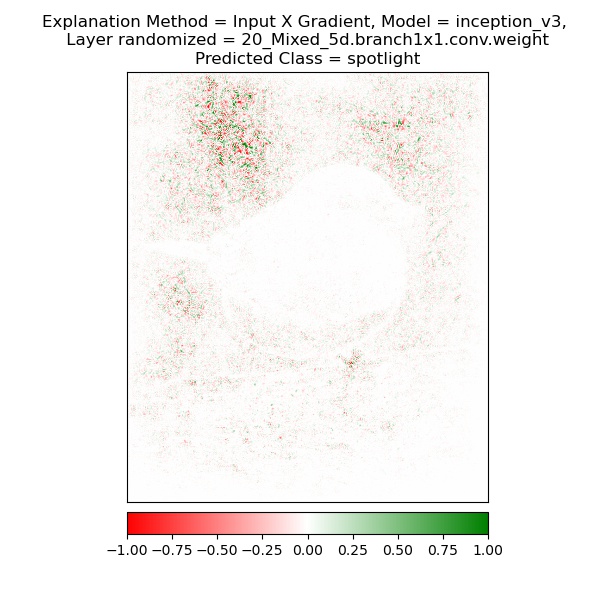 Explanation Method = Input X Gradient, Model = inception_v3,
Layer randomized = 20_Mixed_5d.branch1x1.conv.weight
Predicted Class = spotlight
−1.00 −0.75 −0.50 −0.25 0.00 0.25 0.50 0.75 1.00